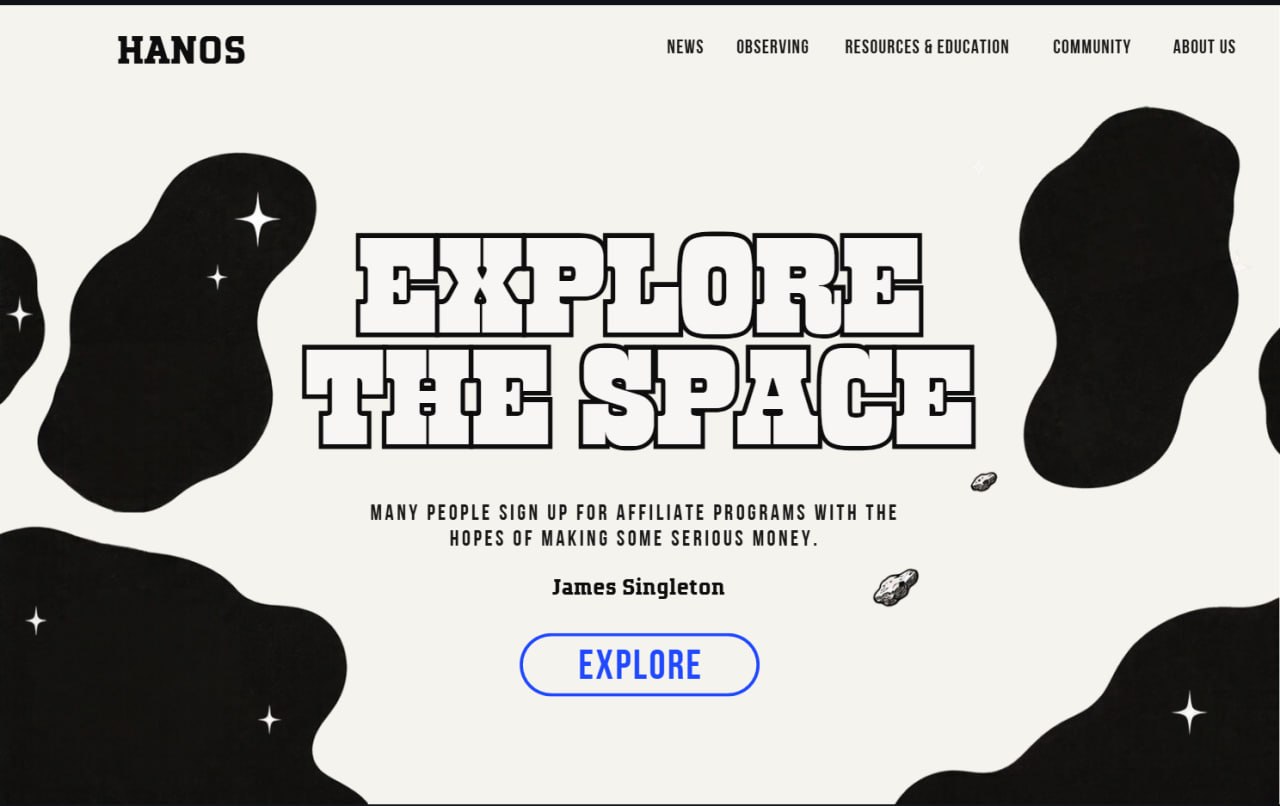 HANOS
NEWS OBSERVING RESOURCES & EDUCATION COMMUNITY ABOUT US
EXPLORE
THE SPACE
MANY PEOPLE SIGN UP FOR AFFILIATE PROGRAMS WITH THE
HOPES OF MAKING SOME SERIOUS MONEY.
James Singleton
EXPLORE